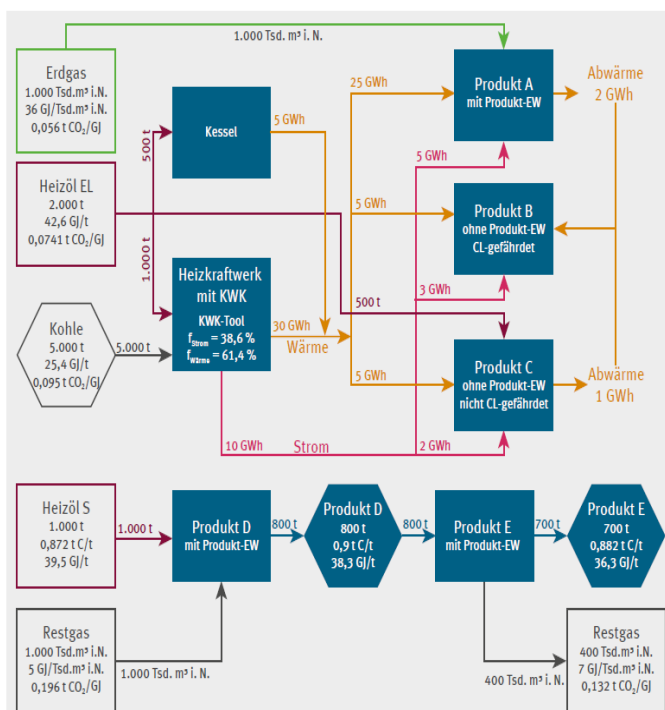 1.000 Tsd. m³ i. N.
Erdgas
1.000 Tsd.m³ i.N.
36 GJ/Tsd.m³ i.N.
0,056 t CO₂/GJ
500 t
Kessel
5 GWh
25 GWh
Produkt A
mit Produkt-EW
Abwärme
2 GWh
5 GWh
Heizöl EL
2.000 t
42,6 GJ/t
0,0741 t CO₂/GJ
5 GWh
Produkt B
ohne Produkt-EW
CL-gefährdet
1.000 t
Heizkraftwerk
mit KWK
KWK-Tool
fStrom = 38,6 %
fWärme = 61,4 %
3 GWh
500 t
30 GWh
Wärme
Kohle
5.000 t
25,4 GJ/t
0,095 t CO₂/GJ
5.000 t
5 GWh
Produkt C
ohne Produkt-EW
nicht CL-gefährdet
Abwärme
1 GWh
10 GWh
Strom
2 GWh
Heizöl S
1.000 t
0,872 t C/t
39,5 GJ/t
1.000 t
Produkt D
mit Produkt-EW
800 t
Produkt D
800 t
0,9 t C/t
38,3 GJ/t
800 t
Produkt E
mit Produkt-EW
700 t
Produkt E
700 t
0,882 t C/t
36,3 GJ/t
Restgas
1.000 Tsd. m³ i. N.
5 GJ/Tsd.m³ i. N.
0,196 t CO₂/GJ
1.000 Tsd. m³ i. N.
400 Tsd. m³ i. N.
Restgas
400 Tsd. m³ i. N.
7 GJ/Tsd.m³ i. N.
0,132 t CO₂/GJ